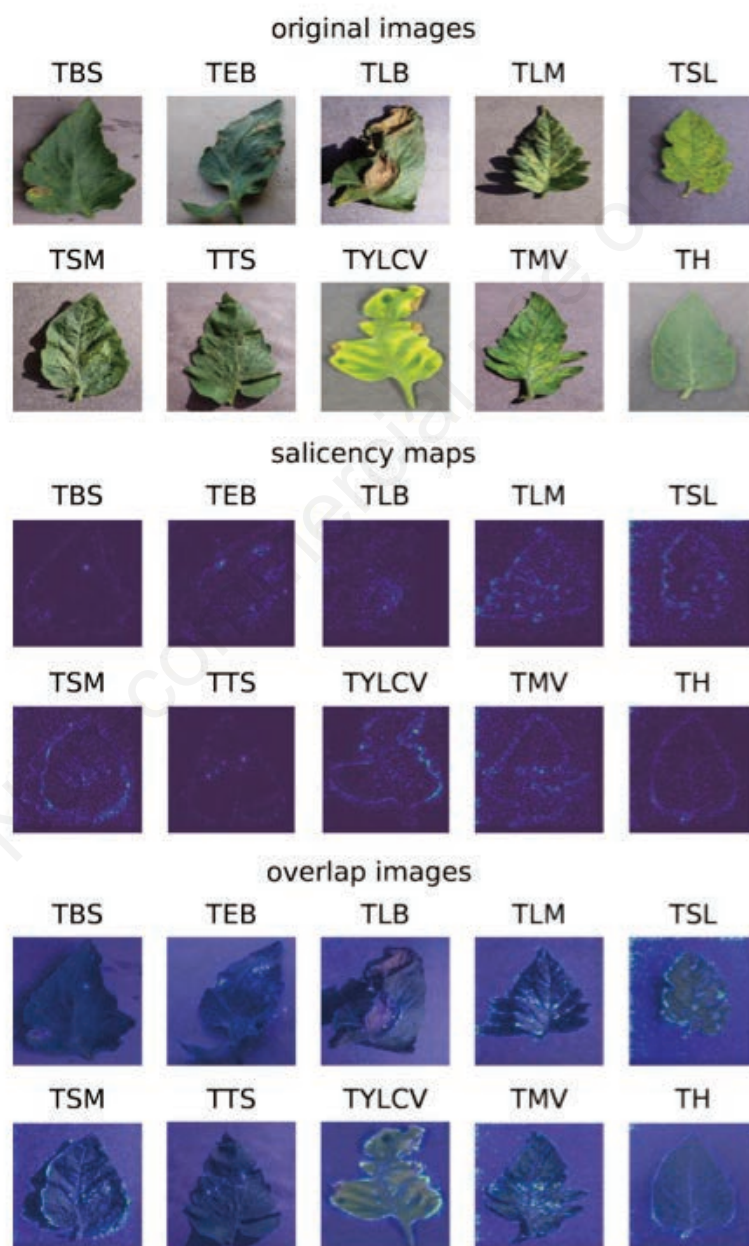 original images
TBS TEB TLB TLM TSL
TSM TTS TYLCV TMV TH
salicency maps
TBS TEB TLB TLM TSL
TSM TTS TYLCV TMV TH
overlap images
TBS TEB TLB TLM TSL
TSM TTS TYLCV TMV TH